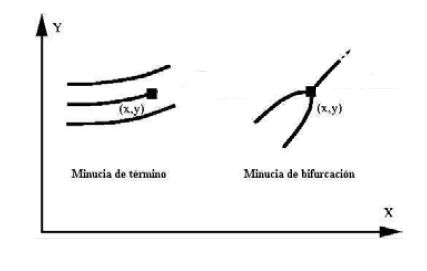 Y
(x,y)
(x,y)
Minucia de término
Minucia de bifurcación
X